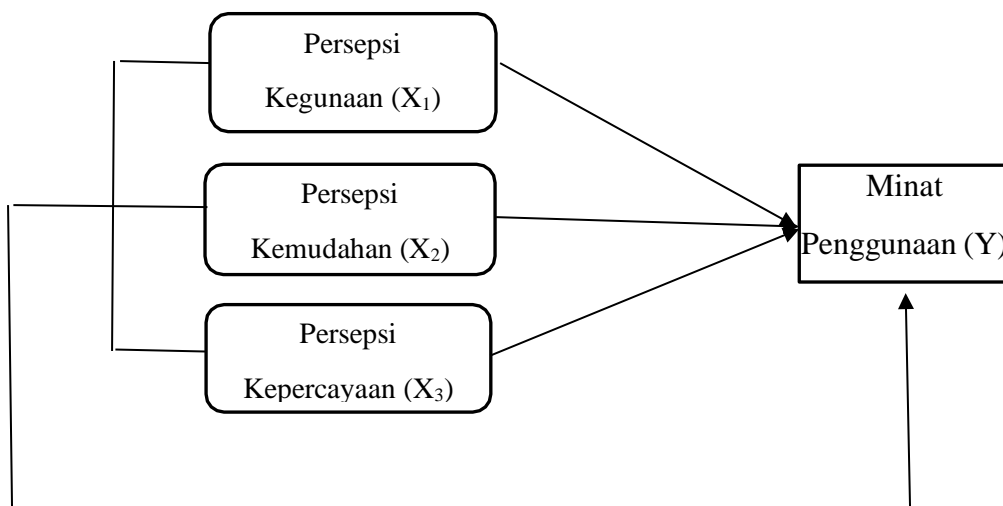 Persepsi
Kegunaan (X₁)
Persepsi
Kemudahan (X₂)
Persepsi
Kepercayaan (X₃)
Minat
Penggunaan (Y)